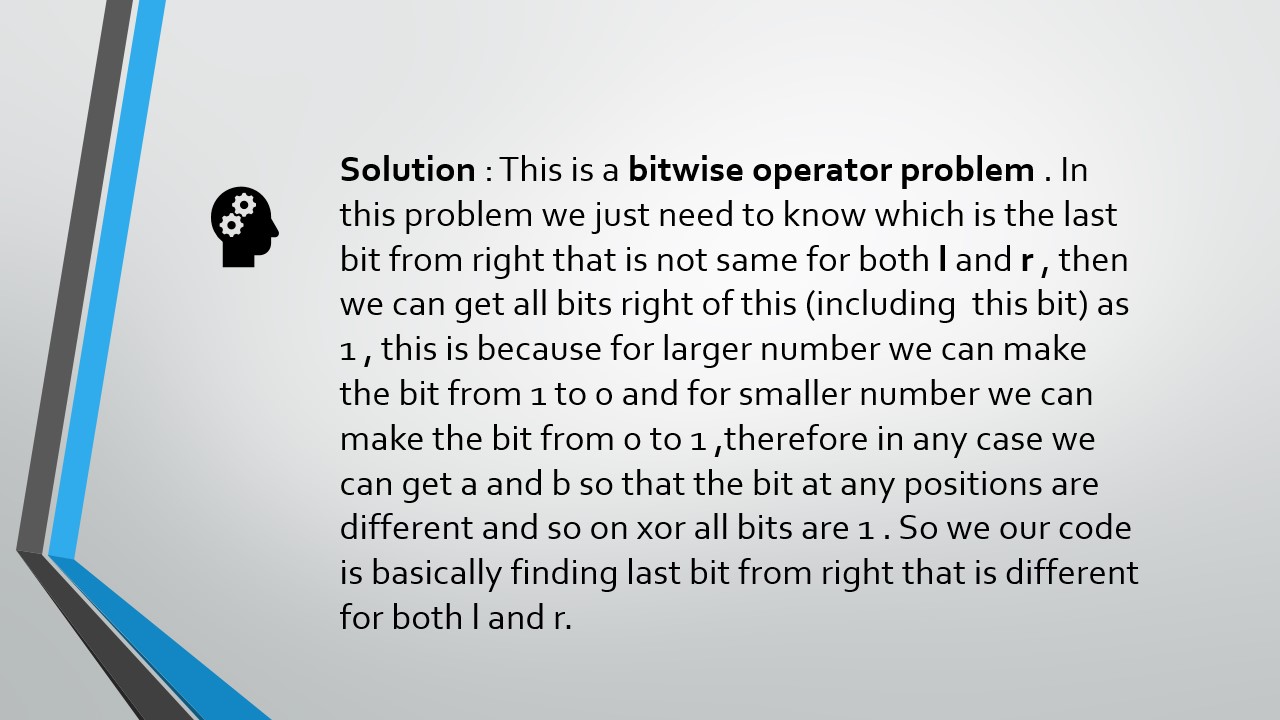 Solution : This is a bitwise operator problem . In
this problem we just need to know which is the last
bit from right that is not same for both l and r , then
we can get all bits right of this (including  this bit) as
1 , this is because for larger number we can make
the bit from 1 to 0 and for smaller number we can
make the bit from 0 to 1 ,therefore in any case we
can get a and b so that the bit at any positions are
different and so on xor all bits are 1 . So we our code
is basically finding last bit from right that is different
for both l and r.